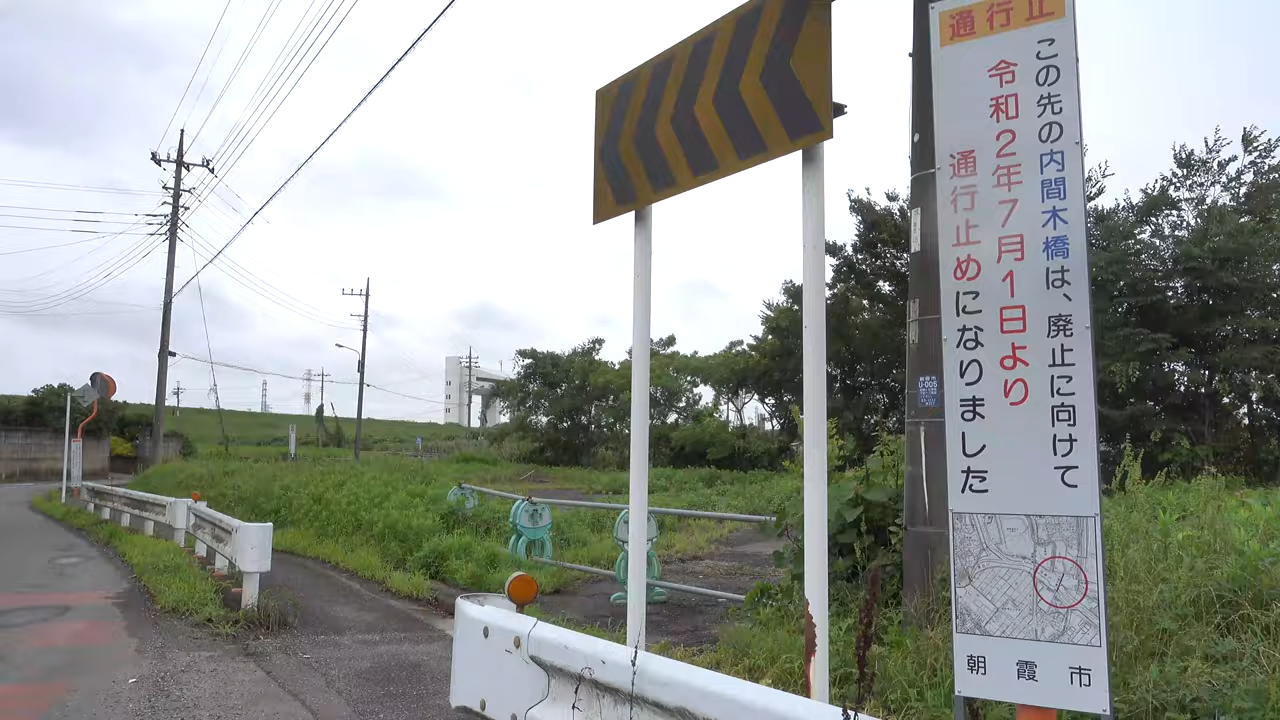 通行止
この先の内間木橋は、廃止に向けて
令和2年7月1日より
通行止めになりました
朝霞市
U-005